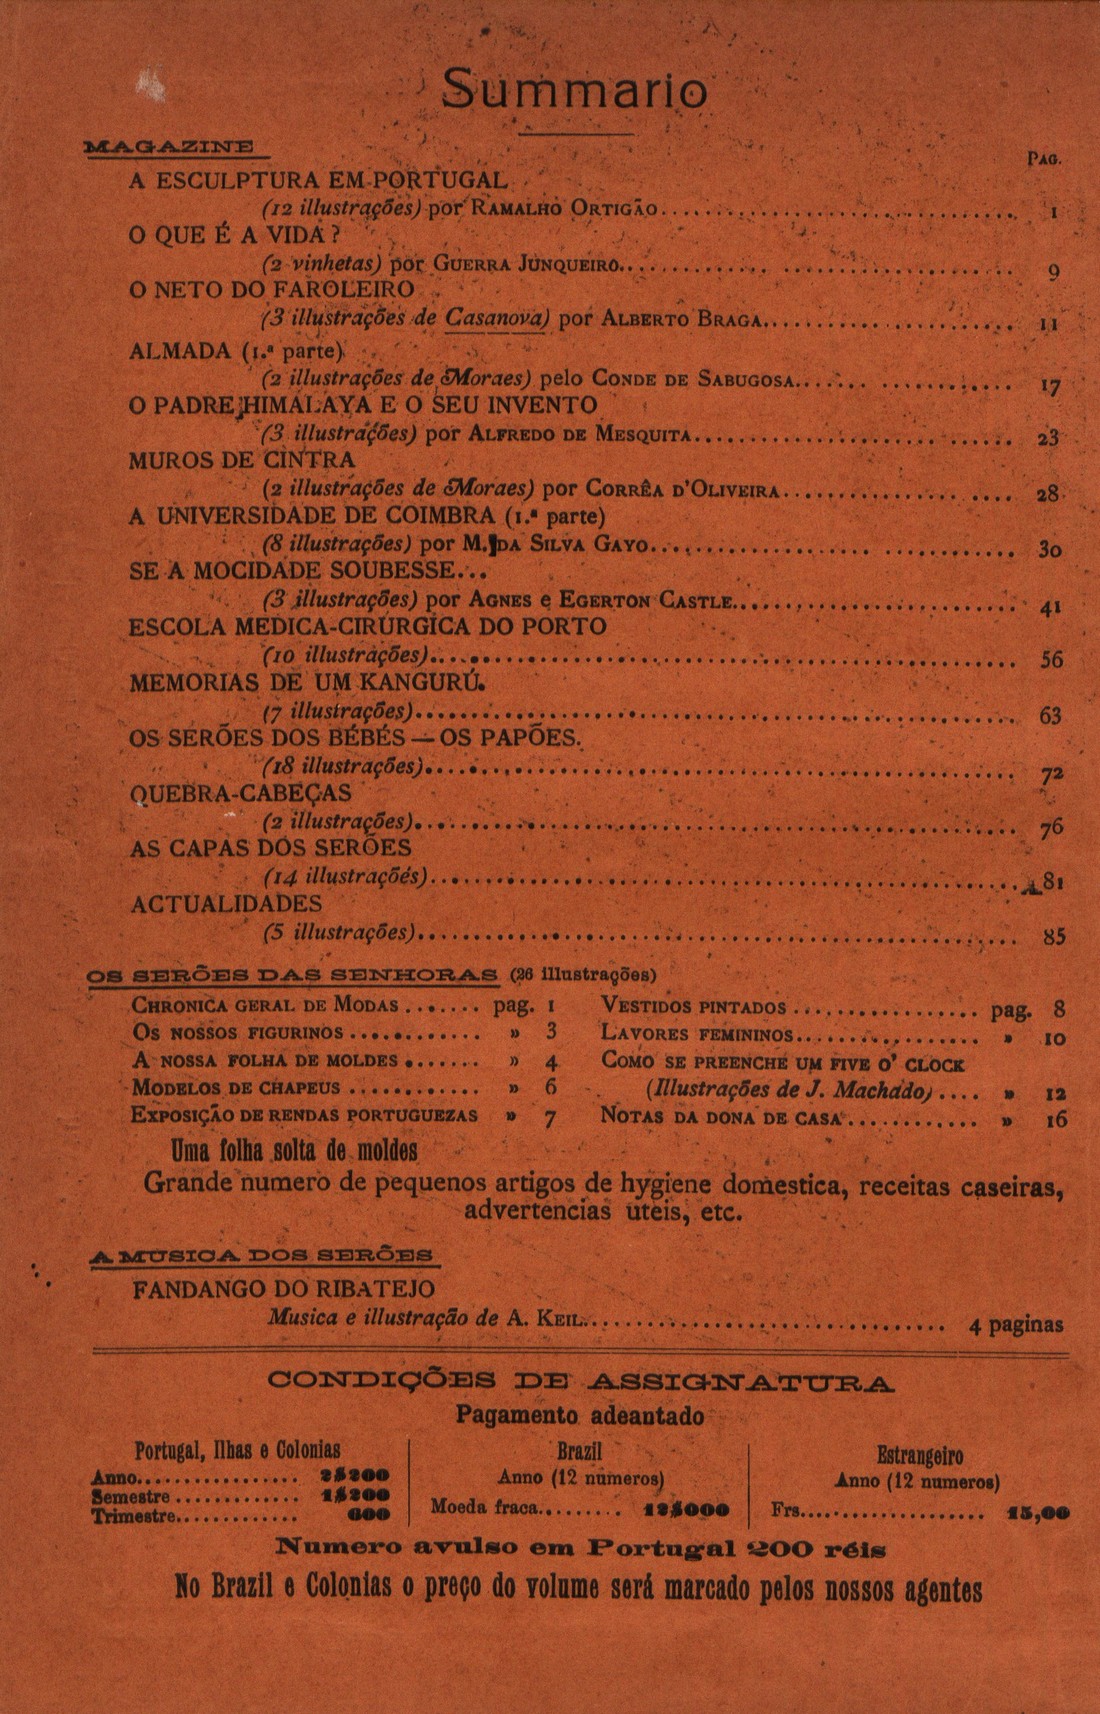 Summario
MAGAZINE
PAG.
A ESCULPTURA EM PORTUGAL
(12 illustrações) por RAMALHO ORTIGÃO........ 1
O QUE É A VIDA?
(2 vinhetas) por GUERRA JUNQUEIRO........ 9
O NETO DO FAROLEIRO
(3 illustrações de Casanova) por ALBERTO BRAGA........ 11
ALMADA (1.ª parte)
(2 illustrações de Moraes) pelo CONDE DE SABUGOSA........ 17
O PADRE HIMALAYA E O SEU INVENTO
(3 illustrações) por ALFREDO DE MESQUITA........ 23
MUROS DE CINTRA
(2 illustrações de Moraes) por CORRÊA D'OLIVEIRA........ 28
A UNIVERSIDADE DE COIMBRA (1.ª parte)
(8 illustrações) por M. DA SILVA GAYO........ 30
SE A MOCIDADE SOUBESSE...
(3 illustrações) por AGNES e EGERTON CASTLE........ 41
ESCOLA MEDICA-CIRURGICA DO PORTO
(10 illustrações)........ 56
MEMORIAS DE UM KANGURÚ.
(7 illustrações)........ 63
OS SERÕES DOS BÉBÉS — OS PAPÕES.
(18 illustrações)........ 72
QUEBRA-CABEÇAS
(2 illustrações)........ 76
AS CAPAS DOS SERÕES
(14 illustrações)........ 81
ACTUALIDADES
(5 illustrações)........ 85
OS SERÕES DAS SENHORAS (26 illustrações)
CHRONICA GERAL DE MODAS ....... pag. 1
OS NOSSOS FIGURINOS ........... » 3
A NOSSA FOLHA DE MOLDES ....... » 4
MODELOS DE CHAPEUS ............ » 6
EXPOSIÇÃO DE RENDAS PORTUGUEZAS » 7
VESTIDOS PINTADOS ................ pag. 8
LAVORES FEMININOS................ » 10
COMO SE PREENCHE UM FIVE O' CLOCK
(Illustrações de J. Machado) .... » 12
NOTAS DA DONA DE CASA............ » 16
Uma folha solta de moldes
Grande numero de pequenos artigos de hygiene domestica, receitas caseiras,
advertencias uteis, etc.
A MUSICA DOS SERÕES
FANDANGO DO RIBATEJO
Musica e illustração de A. KEIL........ 4 paginas
CONDIÇÕES DE ASSIGNATURA
Pagamento adeantado
Portugal, Ilhas e Colonias
Anno................. 2$200
Semestre ............. 1$200
Trimestre............. 600
Brazil
Anno (12 numeros)
Moeda fraca......... 12$000
Estrangeiro
Anno (12 numeros)
Frs.................... 15,00
Numero avulso em Portugal 200 réis
No Brazil e Colonias o preço do volume será marcado pelos nossos agentes